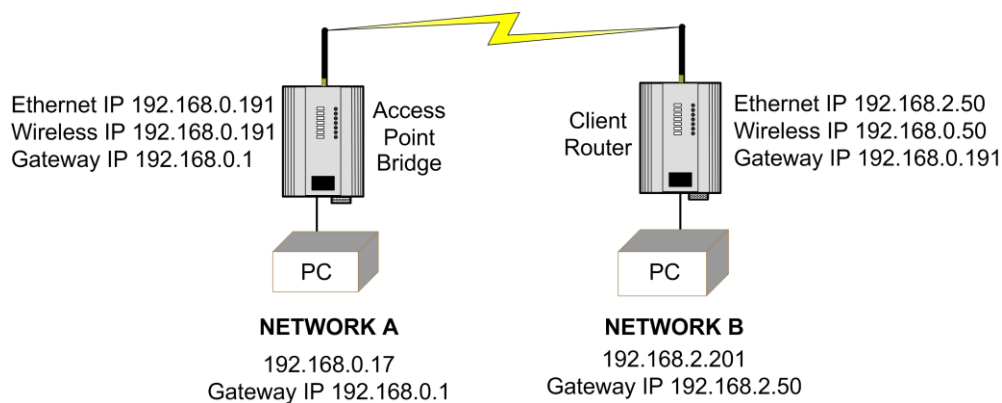 Ethernet IP 192.168.0.191
Wireless IP 192.168.0.191
Gateway IP 192.168.0.1
Access
Point
Bridge
Client
Router
Ethernet IP 192.168.2.50
Wireless IP 192.168.0.50
Gateway IP 192.168.0.191
PC
PC
NETWORK A
192.168.0.17
Gateway IP 192.168.0.1
NETWORK B
192.168.2.201
Gateway IP 192.168.2.50